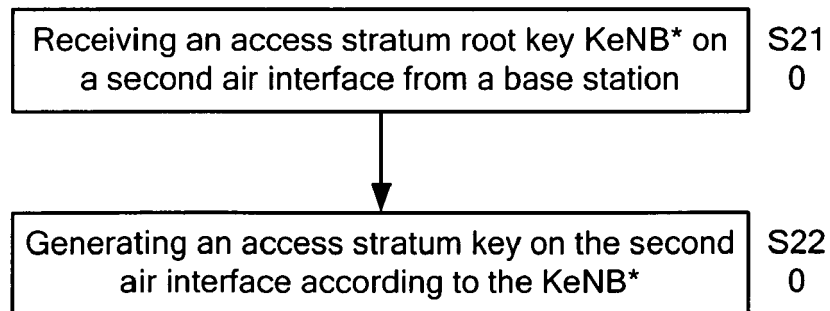 Receiving an access stratum root key KeNB* on
a second air interface from a base station
S21
0
Generating an access stratum key on the second
air interface according to the KeNB*
S22
0